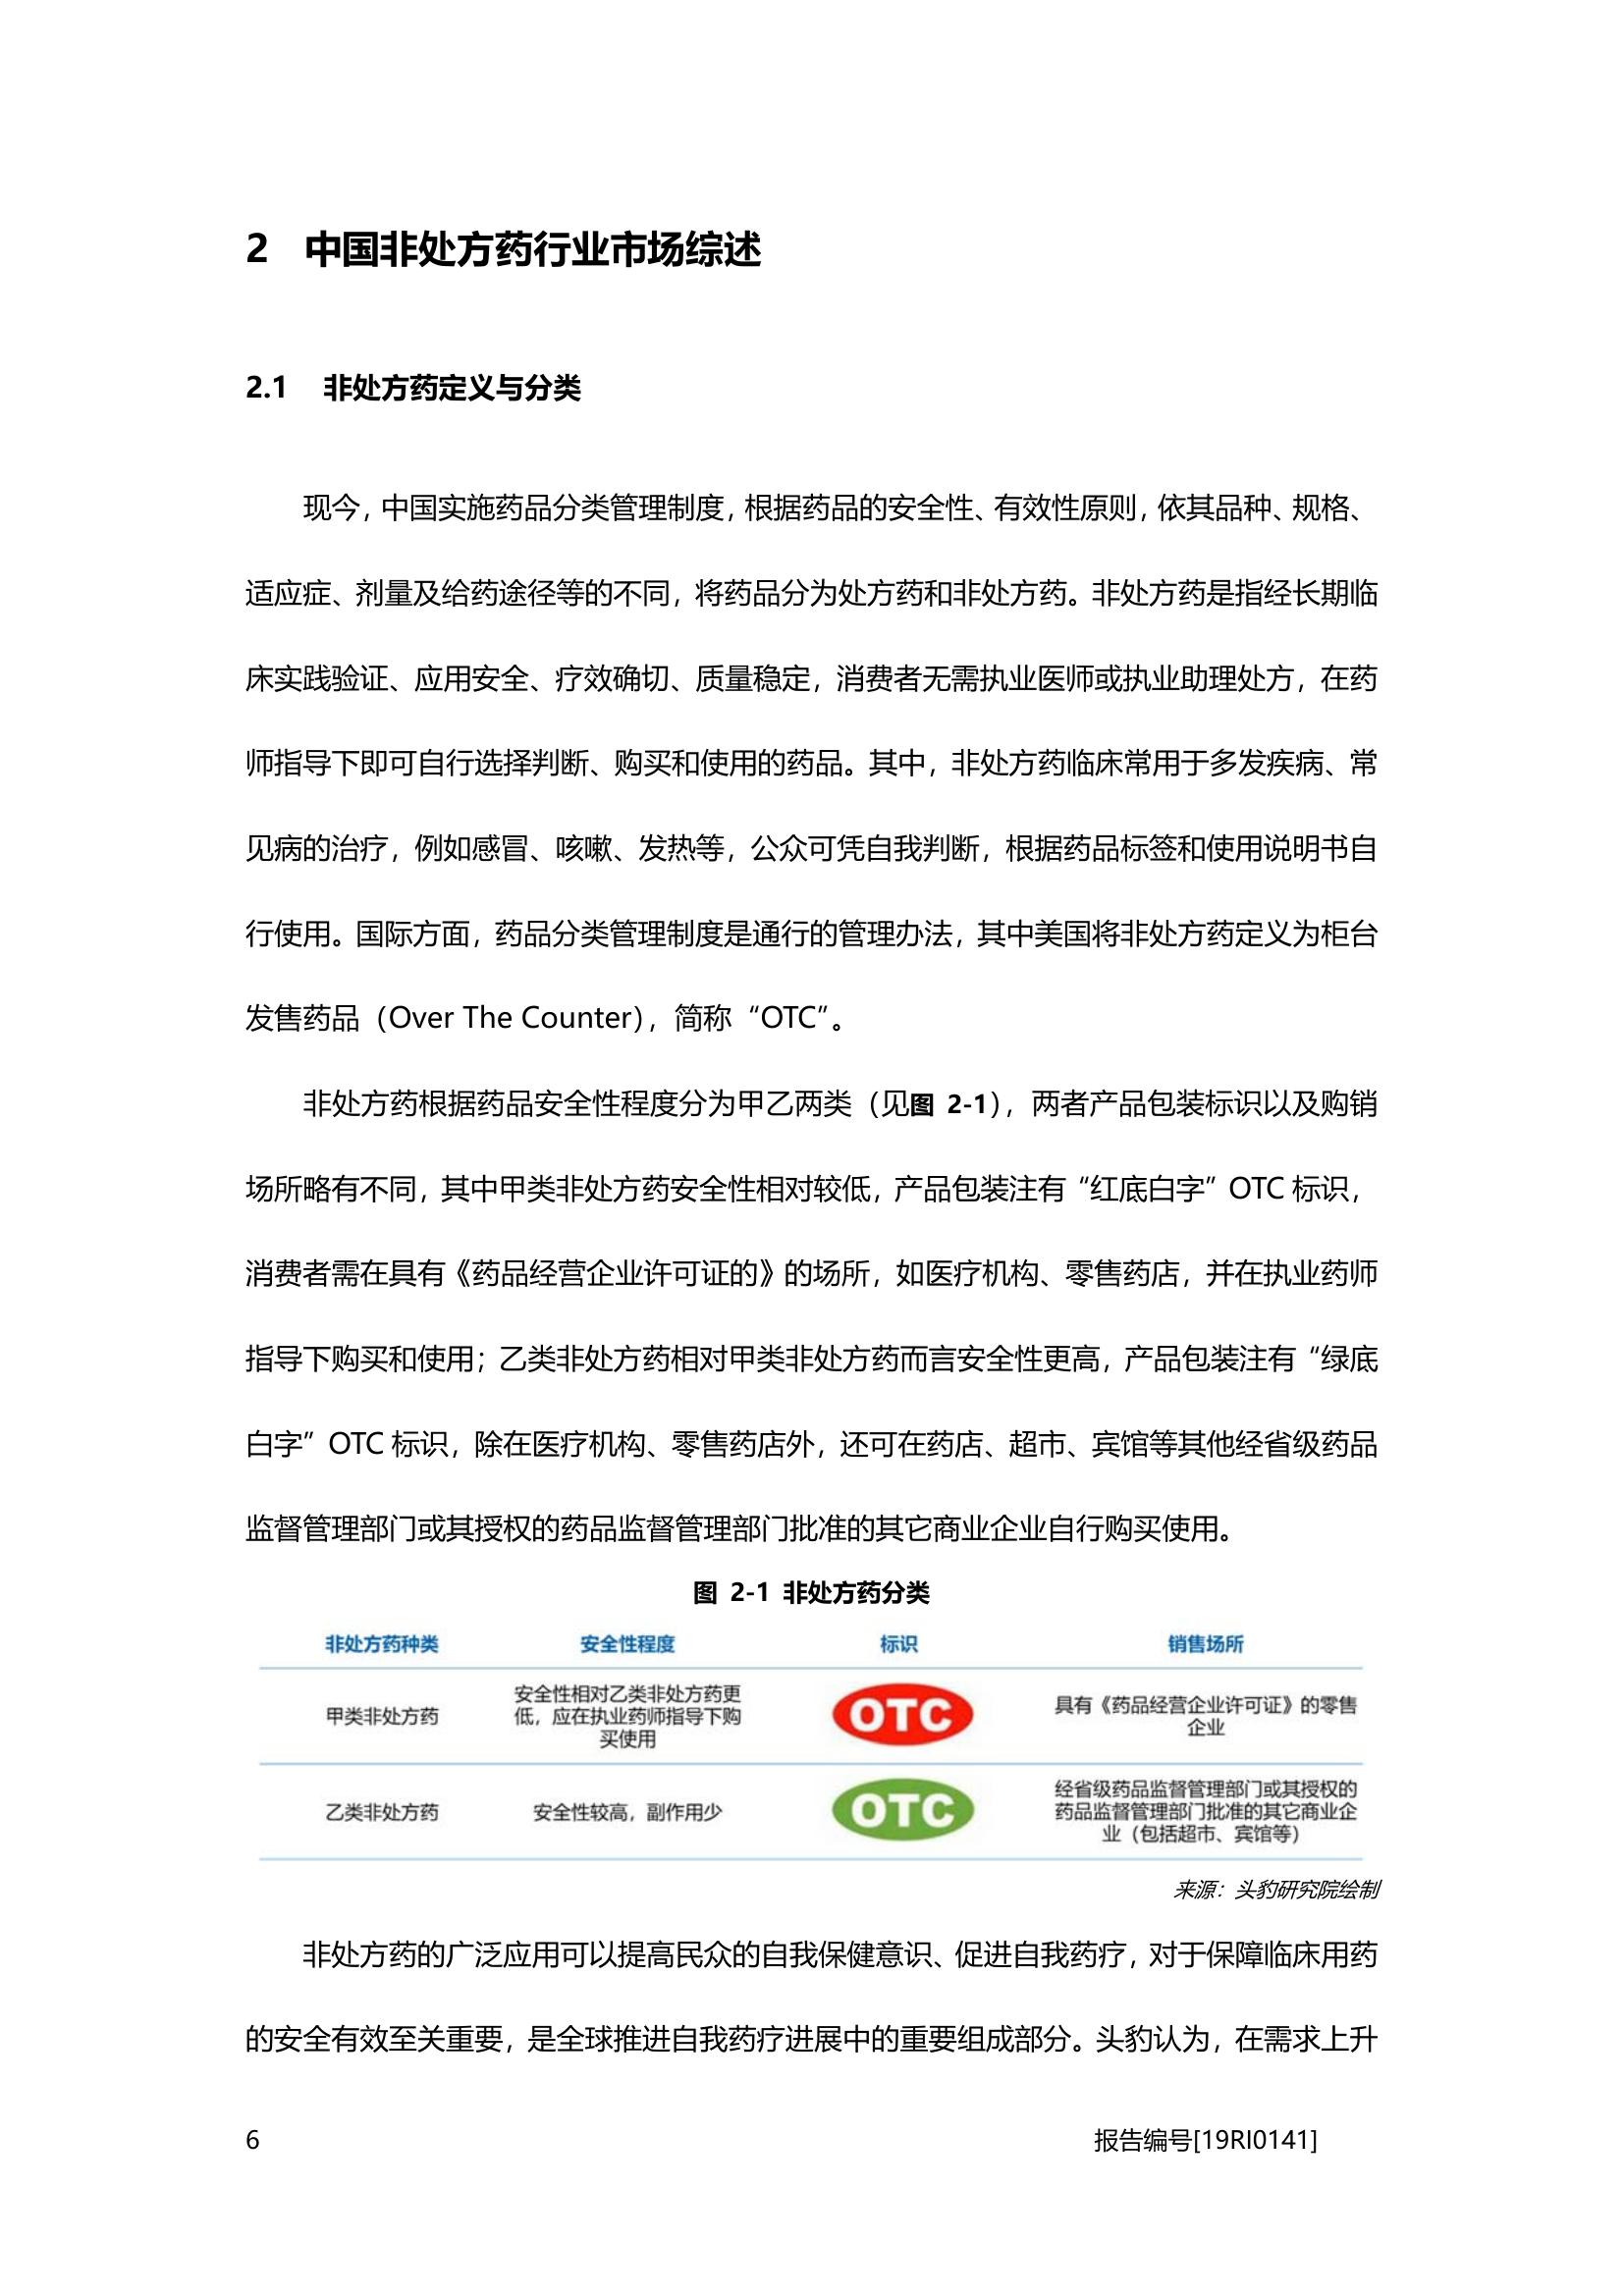 2 中国非处方药行业市场综述
2.1 非处方药定义与分类
现今，中国实施药品分类管理制度，根据药品的安全性、有效性原则，依其品种、规格、
适应症、剂量及给药途径等的不同，将药品分为处方药和非处方药。非处方药是指经长期临
床实践验证、应用安全、疗效确切、质量稳定，消费者无需执业医师或执业助理处方，在药
师指导下即可自行选择判断、购买和使用的药品。其中，非处方药临床常用于多发疾病、常
见病的治疗，例如感冒、咳嗽、发热等，公众可凭自我判断，根据药品标签和使用说明书自
行使用。国际方面，药品分类管理制度是通行的管理办法，其中美国将非处方药定义为柜台
发售药品（Over The Counter），简称“OTC”。
非处方药根据药品安全性程度分为甲乙两类（见图 2-1），两者产品包装标识以及购销
场所略有不同，其中甲类非处方药安全性相对较低，产品包装注有“红底白字”OTC 标识，
消费者需在具有《药品经营企业许可证的》的场所，如医疗机构、零售药店，并在执业药师
指导下购买和使用；乙类非处方药相对甲类非处方药而言安全性更高，产品包装注有“绿底
白字”OTC 标识，除在医疗机构、零售药店外，还可在药店、超市、宾馆等其他经省级药品
监督管理部门或其授权的药品监督管理部门批准的其它商业企业自行购买使用。
图 2-1 非处方药分类
非处方药种类 安全性程度 标识 销售场所
甲类非处方药
安全性相对乙类非处方药更
低，应在执业药师指导下购
买使用
OTC
具有《药品经营企业许可证》的零售
企业
乙类非处方药
安全性较高，副作用少
OTC
经省级药品监督管理部门或其授权的
药品监督管理部门批准的其它商业企
业（包括超市、宾馆等）
来源：头豹研究院绘制
非处方药的广泛应用可以提高民众的自我保健意识、促进自我药疗，对于保障临床用药
的安全有效至关重要，是全球推进自我药疗进展中的重要组成部分。头豹认为，在需求上升
6 报告编号[19RI0141]